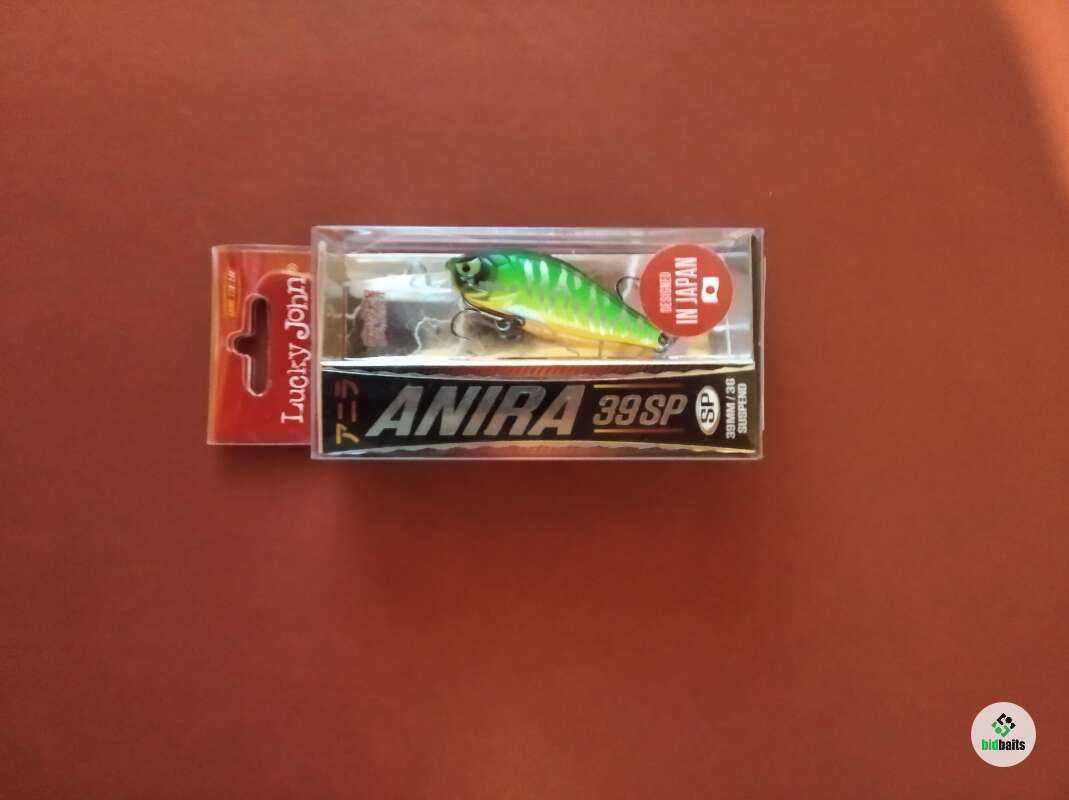 Lucky John®
DESIGNED
IN JAPAN
アニラ
ANIRA
39SP
SP
39MM / 3G
SUSPEND
bidbaits